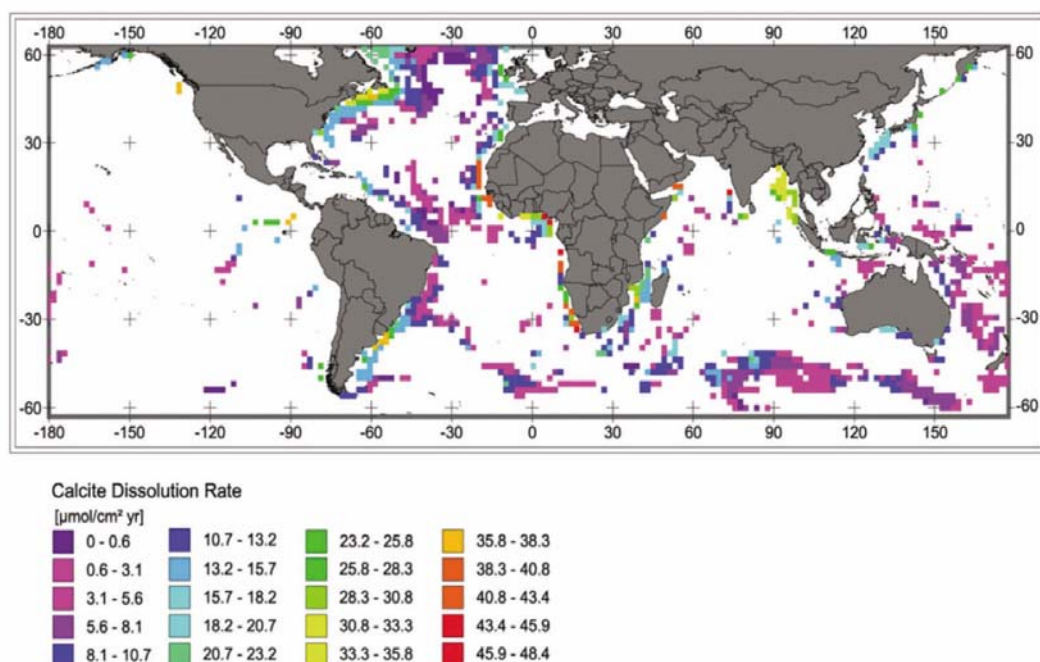 -180 -150 -120 -90 -60 -30 0 30 60 90 120 150
60 60
30 30
0 0
-30 -30
-60 -60
-180 -150 -120 -90 -60 -30 0 30 60 90 120 150
Calcite Dissolution Rate
[µmol/cm² yr]
0 - 0.6 10.7 - 13.2 23.2 - 25.8 35.8 - 38.3
0.6 - 3.1 13.2 - 15.7 25.8 - 28.3 38.3 - 40.8
3.1 - 5.6 15.7 - 18.2 28.3 - 30.8 40.8 - 43.4
5.6 - 8.1 18.2 - 20.7 30.8 - 33.3 43.4 - 45.9
8.1 - 10.7 20.7 - 23.2 33.3 - 35.8 45.9 - 48.4